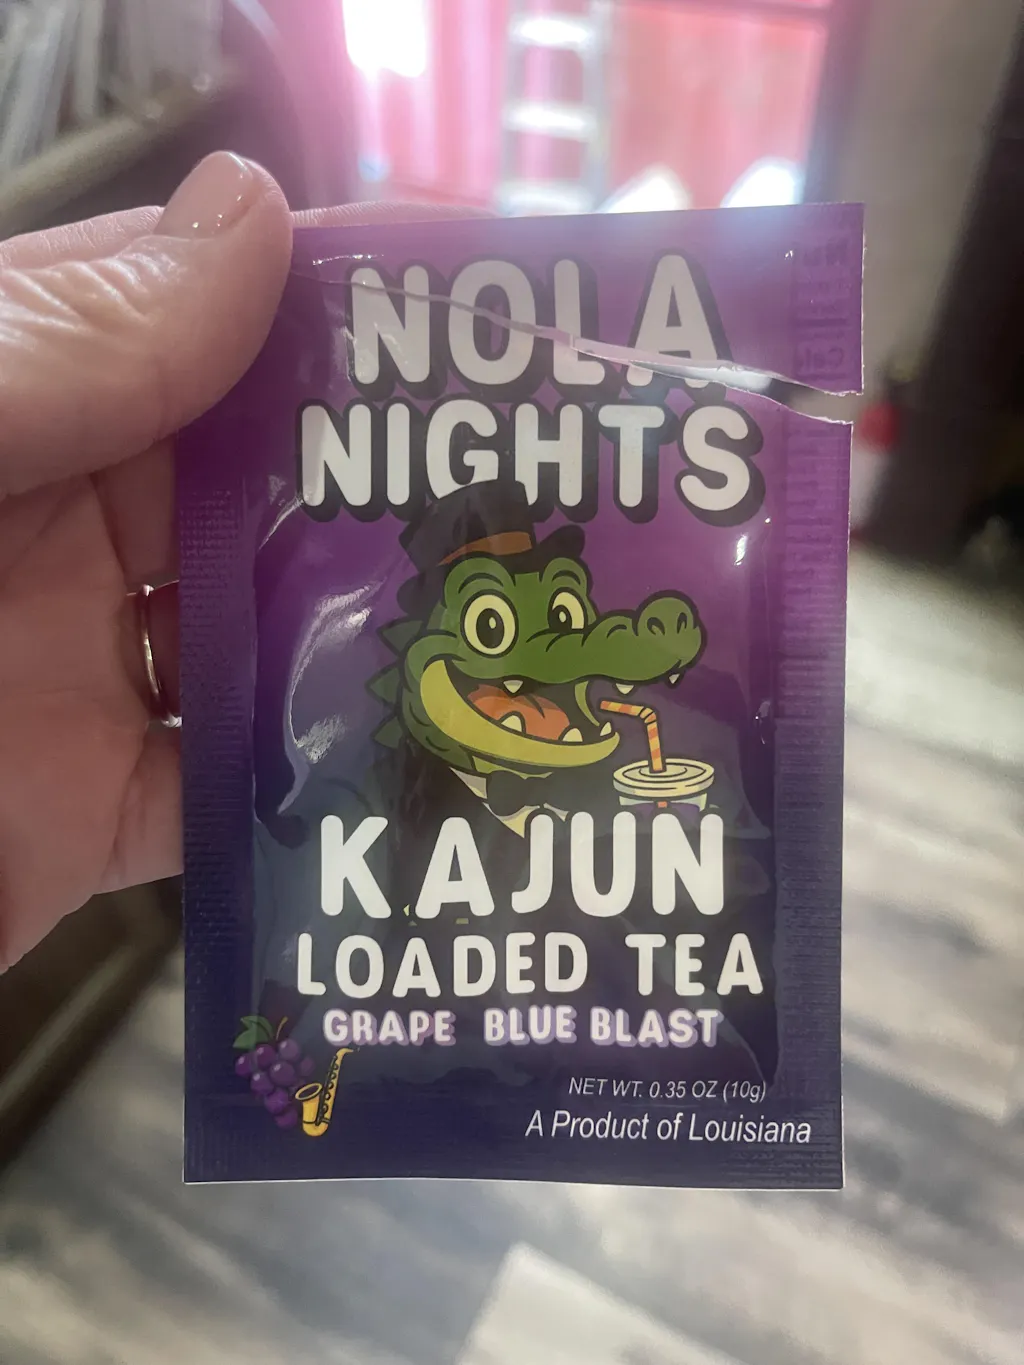 NOLA
NIGHTS
KAJUN
LOADED TEA
GRAPE BLUE BLAST
NET WT. 0.35 OZ (10g)
A Product of Louisiana